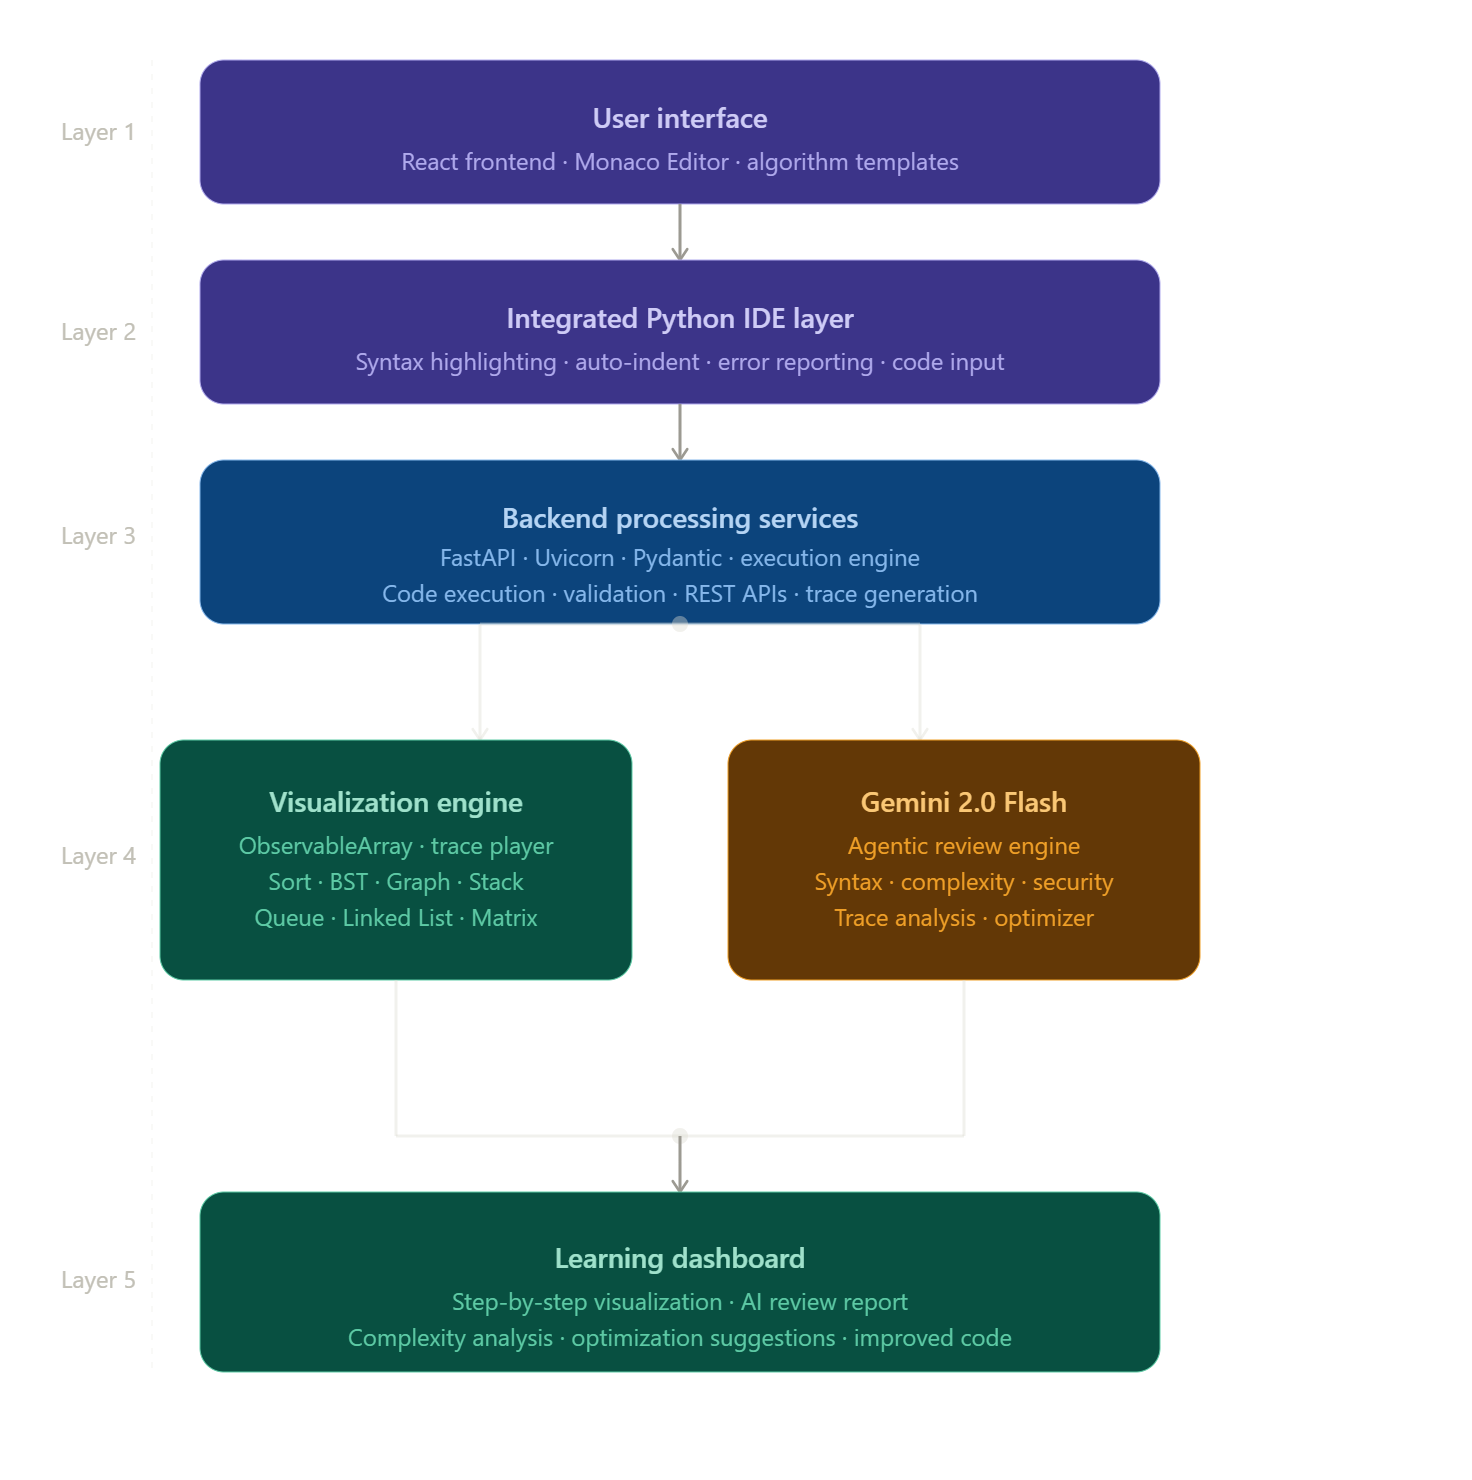 Layer 1
User interface
React frontend · Monaco Editor · algorithm templates
Layer 2
Integrated Python IDE layer
Syntax highlighting · auto-indent · error reporting · code input
Layer 3
Backend processing services
FastAPI · Uvicorn · Pydantic · execution engine
Code execution · validation · REST APIs · trace generation
Layer 4
Visualization engine
ObservableArray · trace player
Sort · BST · Graph · Stack
Queue · Linked List · Matrix
Gemini 2.0 Flash
Agentic review engine
Syntax · complexity · security
Trace analysis · optimizer
Layer 5
Learning dashboard
Step-by-step visualization · AI review report
Complexity analysis · optimization suggestions · improved code